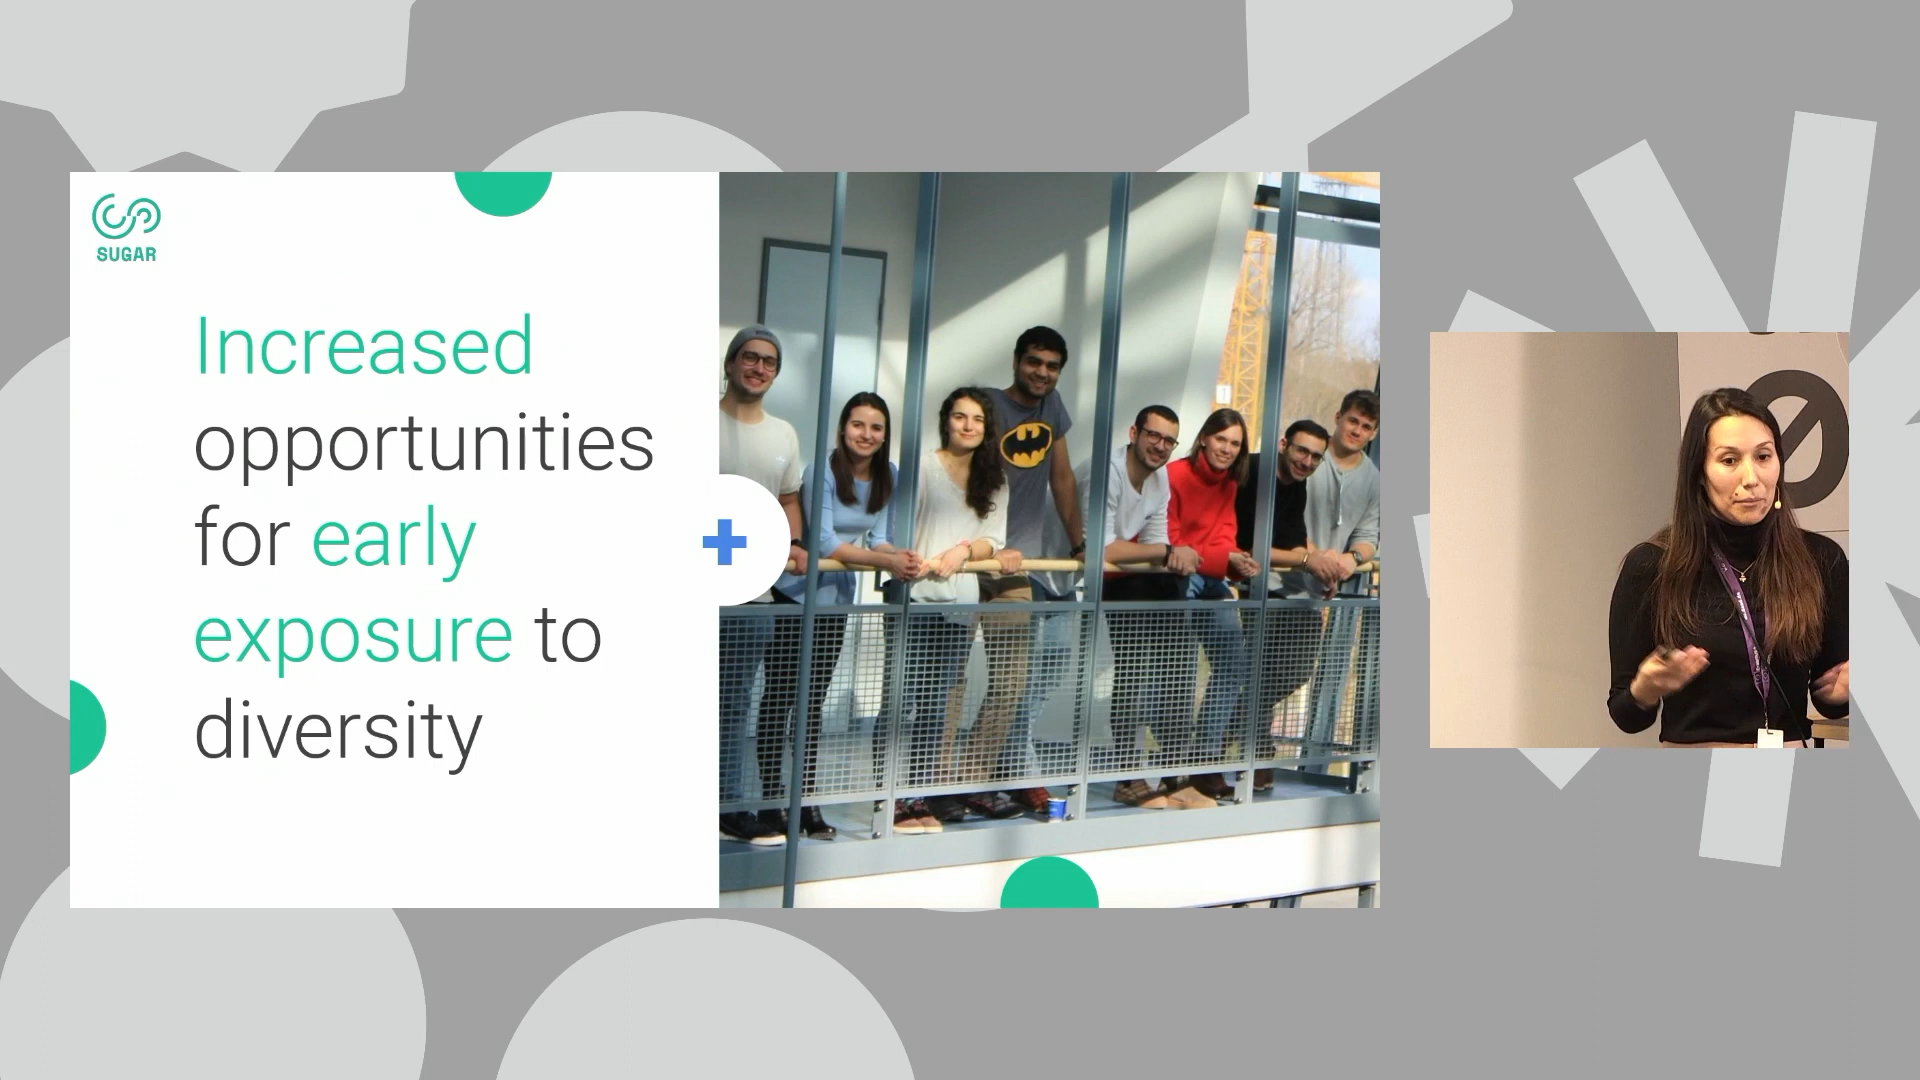 SUGAR
Increased
opportunities
for early
exposure to
diversity